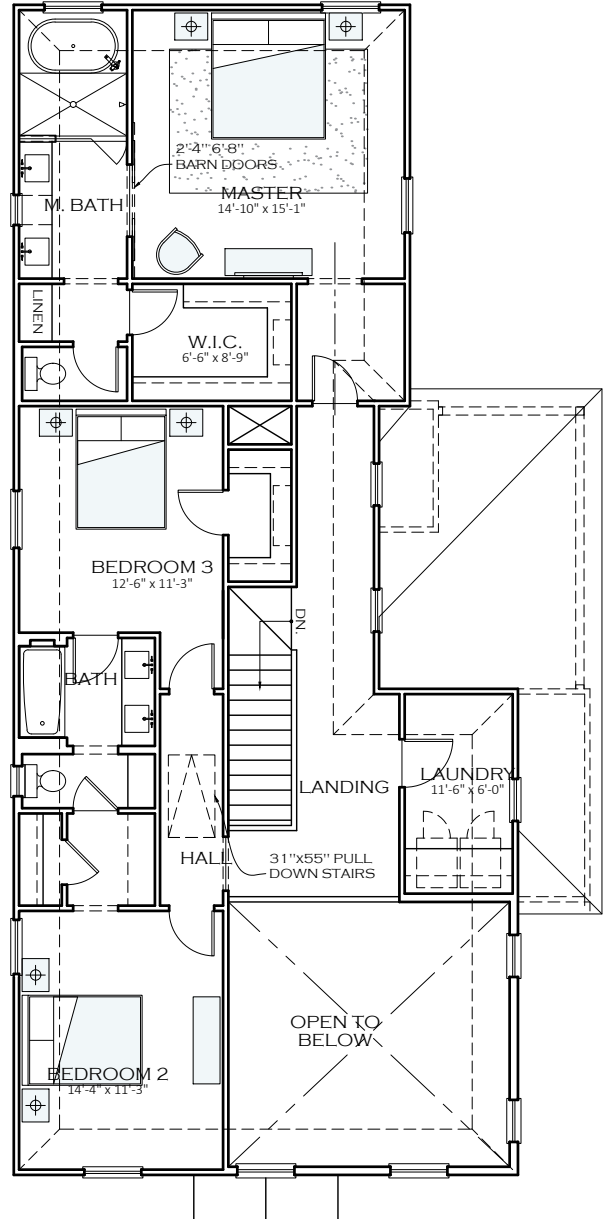 2'-4" 6'-8"
BARN DOORS
MASTER
14'-10" x 15'-1"
M. BATH
LINEN
W.I.C.
6'-6" x 8'-9"
BEDROOM 3
12'-6" x 11'-3"
DN.
BATH
LANDING
LAUNDRY
11'-6" x 6'-0"
HALL
31"x55" PULL
DOWN STAIRS
OPEN TO
BELOW
BEDROOM 2
14'-4" x 11'-3"